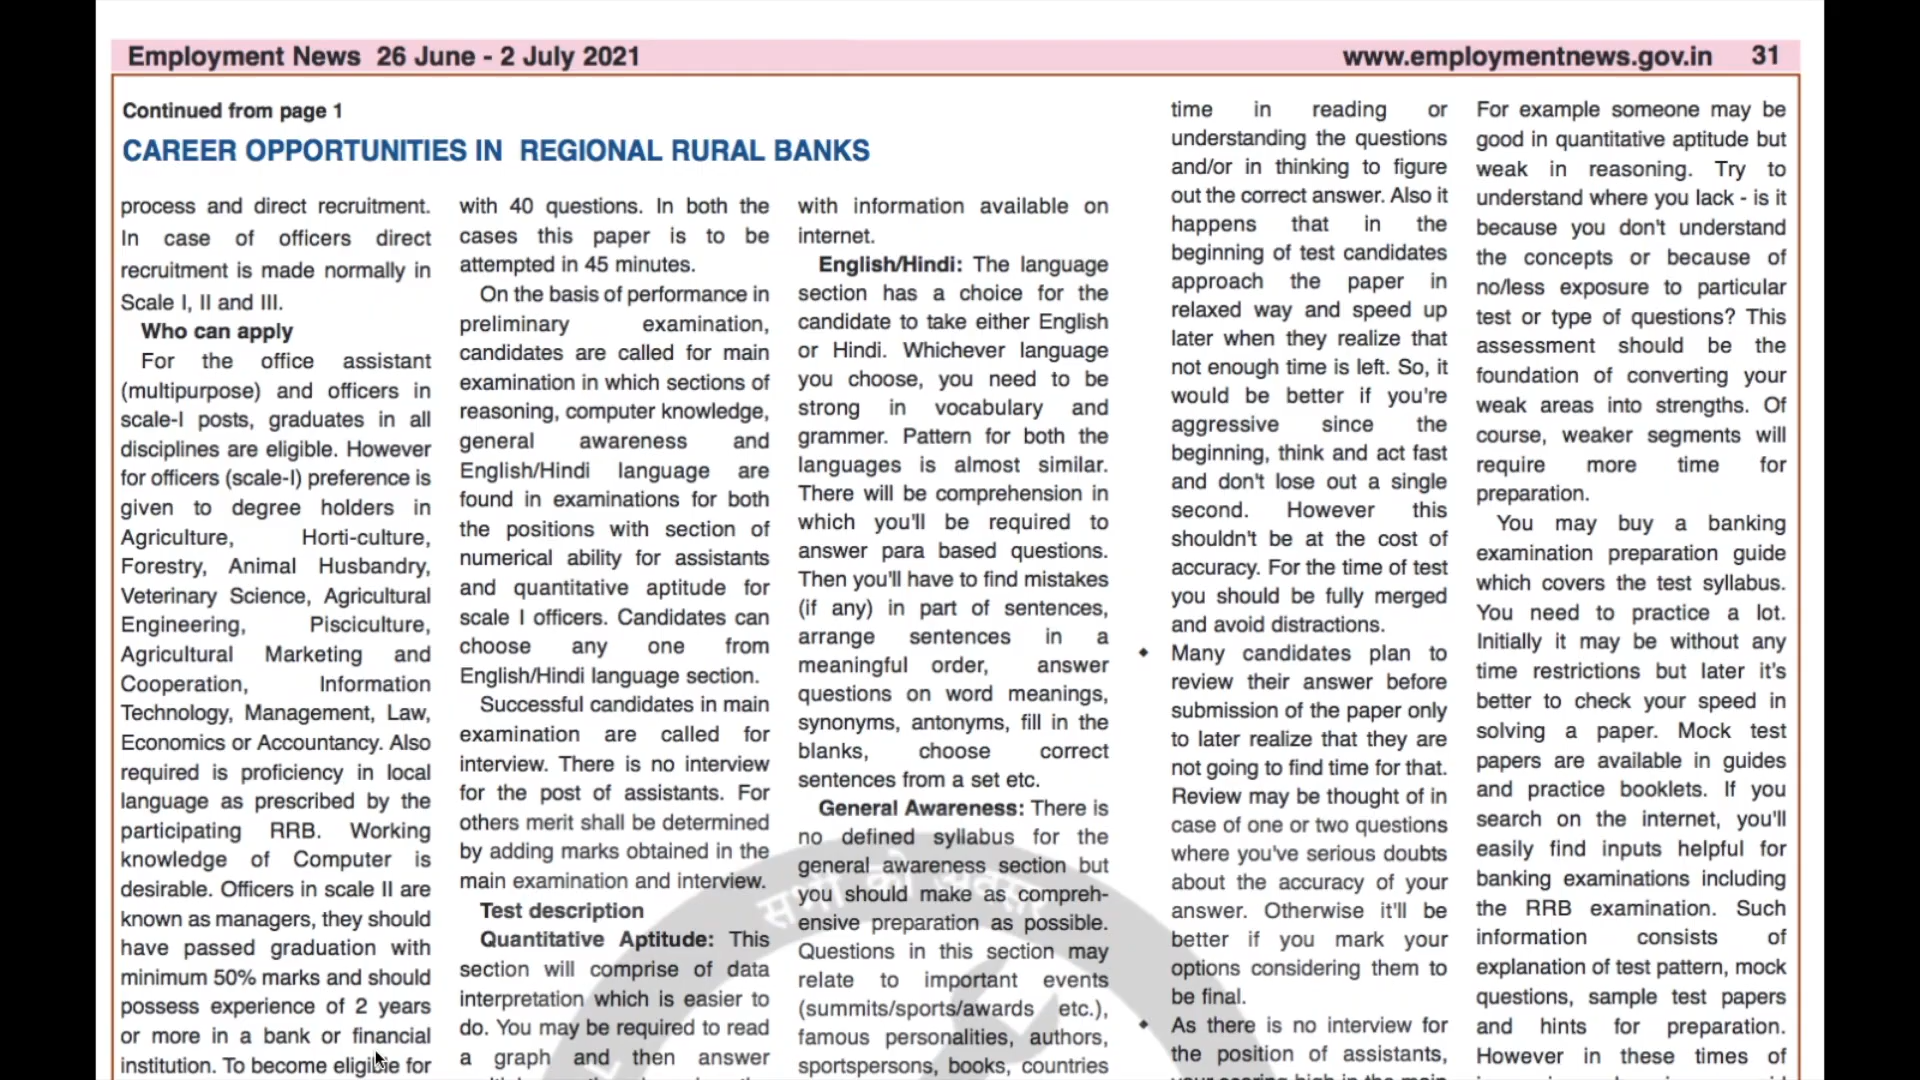 Employment News 26 June - 2 July 2021
www.employmentnews.gov.in 31
Continued from page 1
CAREER OPPORTUNITIES IN REGIONAL RURAL BANKS
process and direct recruitment.
In case of officers direct
recruitment is made normally in
Scale I, II and III.
Who can apply
For the office assistant
(multipurpose) and officers in
scale-I posts, graduates in all
disciplines are eligible. However
for officers (scale-I) preference is
given to degree holders in
Agriculture, Horti-culture,
Forestry, Animal Husbandry,
Veterinary Science, Agricultural
Engineering, Pisciculture,
Agricultural Marketing and
Cooperation, Information
Technology, Management, Law,
Economics or Accountancy. Also
required is proficiency in local
language as prescribed by the
participating RRB. Working
knowledge of Computer is
desirable. Officers in scale II are
known as managers, they should
have passed graduation with
minimum 50% marks and should
possess experience of 2 years
or more in a bank or financial
institution. To become eligible for
with 40 questions. In both the
cases this paper is to be
attempted in 45 minutes.
On the basis of performance in
preliminary examination,
candidates are called for main
examination in which sections of
reasoning, computer knowledge,
general awareness and
English/Hindi language are
found in examinations for both
the positions with section of
numerical ability for assistants
and quantitative aptitude for
scale I officers. Candidates can
choose any one from
English/Hindi language section.
Successful candidates in main
examination are called for
interview. There is no interview
for the post of assistants. For
others merit shall be determined
by adding marks obtained in the
main examination and interview.
Test description
Quantitative Aptitude: This
section will comprise of data
interpretation which is easier to
do. You may be required to read
a graph and then answer
with information available on
internet.
English/Hindi: The language
section has a choice for the
candidate to take either English
or Hindi. Whichever language
you choose, you need to be
strong in vocabulary and
grammer. Pattern for both the
languages is almost similar.
There will be comprehension in
which you'll be required to
answer para based questions.
Then you'll have to find mistakes
(if any) in part of sentences,
arrange sentences in a
meaningful order, answer
questions on word meanings,
synonyms, antonyms, fill in the
blanks, choose correct
sentences from a set etc.
General Awareness: There is
no defined syllabus for the
general awareness section but
you should make as compreh-
ensive preparation as possible.
Questions in this section may
relate to important events
(summits/sports/awards etc.),
famous personalities, authors,
sportspersons, books, countries
time in reading or
understanding the questions
and/or in thinking to figure
out the correct answer. Also it
happens that in the
beginning of test candidates
approach the paper in
relaxed way and speed up
later when they realize that
not enough time is left. So, it
would be better if you're
aggressive since the
beginning, think and act fast
and don't lose out a single
second. However this
shouldn't be at the cost of
accuracy. For the time of test
you should be fully merged
and avoid distractions.
◆ Many candidates plan to
review their answer before
submission of the paper only
to later realize that they are
not going to find time for that.
Review may be thought of in
case of one or two questions
where you've serious doubts
about the accuracy of your
answer. Otherwise it'll be
better if you mark your
options considering them to
be final.
◆ As there is no interview for
the position of assistants,
your scoring high in the main
For example someone may be
good in quantitative aptitude but
weak in reasoning. Try to
understand where you lack - is it
because you don't understand
the concepts or because of
no/less exposure to particular
test or type of questions? This
assessment should be the
foundation of converting your
weak areas into strengths. Of
course, weaker segments will
require more time for
preparation.
You may buy a banking
examination preparation guide
which covers the test syllabus.
You need to practice a lot.
Initially it may be without any
time restrictions but later it's
better to check your speed in
solving a paper. Mock test
papers are available in guides
and practice booklets. If you
search on the internet, you'll
easily find inputs helpful for
banking examinations including
the RRB examination. Such
information consists of
explanation of test pattern, mock
questions, sample test papers
and hints for preparation.
However in these times of